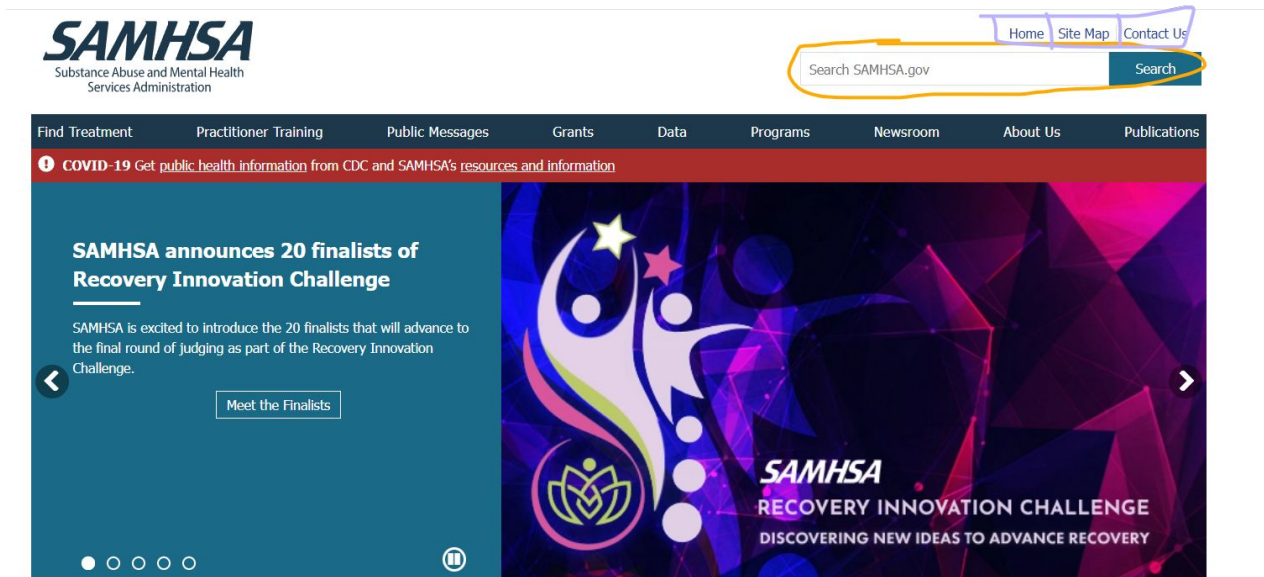 SAMHSA
Substance Abuse and Mental Health
Services Administration
Home Site Map Contact Us
Search SAMHSA.gov Search
Find Treatment Practitioner Training Public Messages Grants Data Programs Newsroom About Us Publications
COVID-19 Get public health information from CDC and SAMHSA's resources and information
SAMHSA announces 20 finalists of
Recovery Innovation Challenge
SAMHSA is excited to introduce the 20 finalists that will advance to
the final round of judging as part of the Recovery Innovation
Challenge.
Meet the Finalists
SAMHSA
RECOVERY INNOVATION CHALLENGE
DISCOVERING NEW IDEAS TO ADVANCE RECOVERY